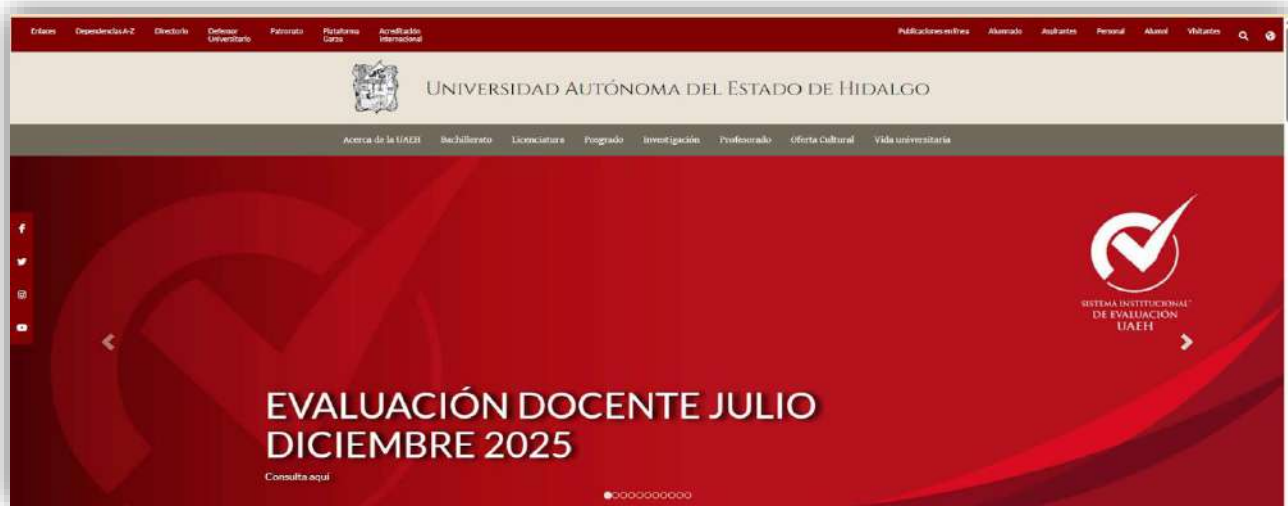 Enlaces Dependencias A-Z Directorio Defensor Universitario Patronato Plataforma Garza Acreditación Internacional Publicaciones en línea Alumnado Aspirantes Personal Alumni Visitantes
UNIVERSIDAD AUTÓNOMA DEL ESTADO DE HIDALGO
Acerca de la UAEH Bachillerato Licenciatura Posgrado Investigación Profesorado Oferta Cultural Vida universitaria
SISTEMA INSTITUCIONAL
DE EVALUACIÓN
UAEH
EVALUACIÓN DOCENTE JULIO
DICIEMBRE 2025
Consulta aquí